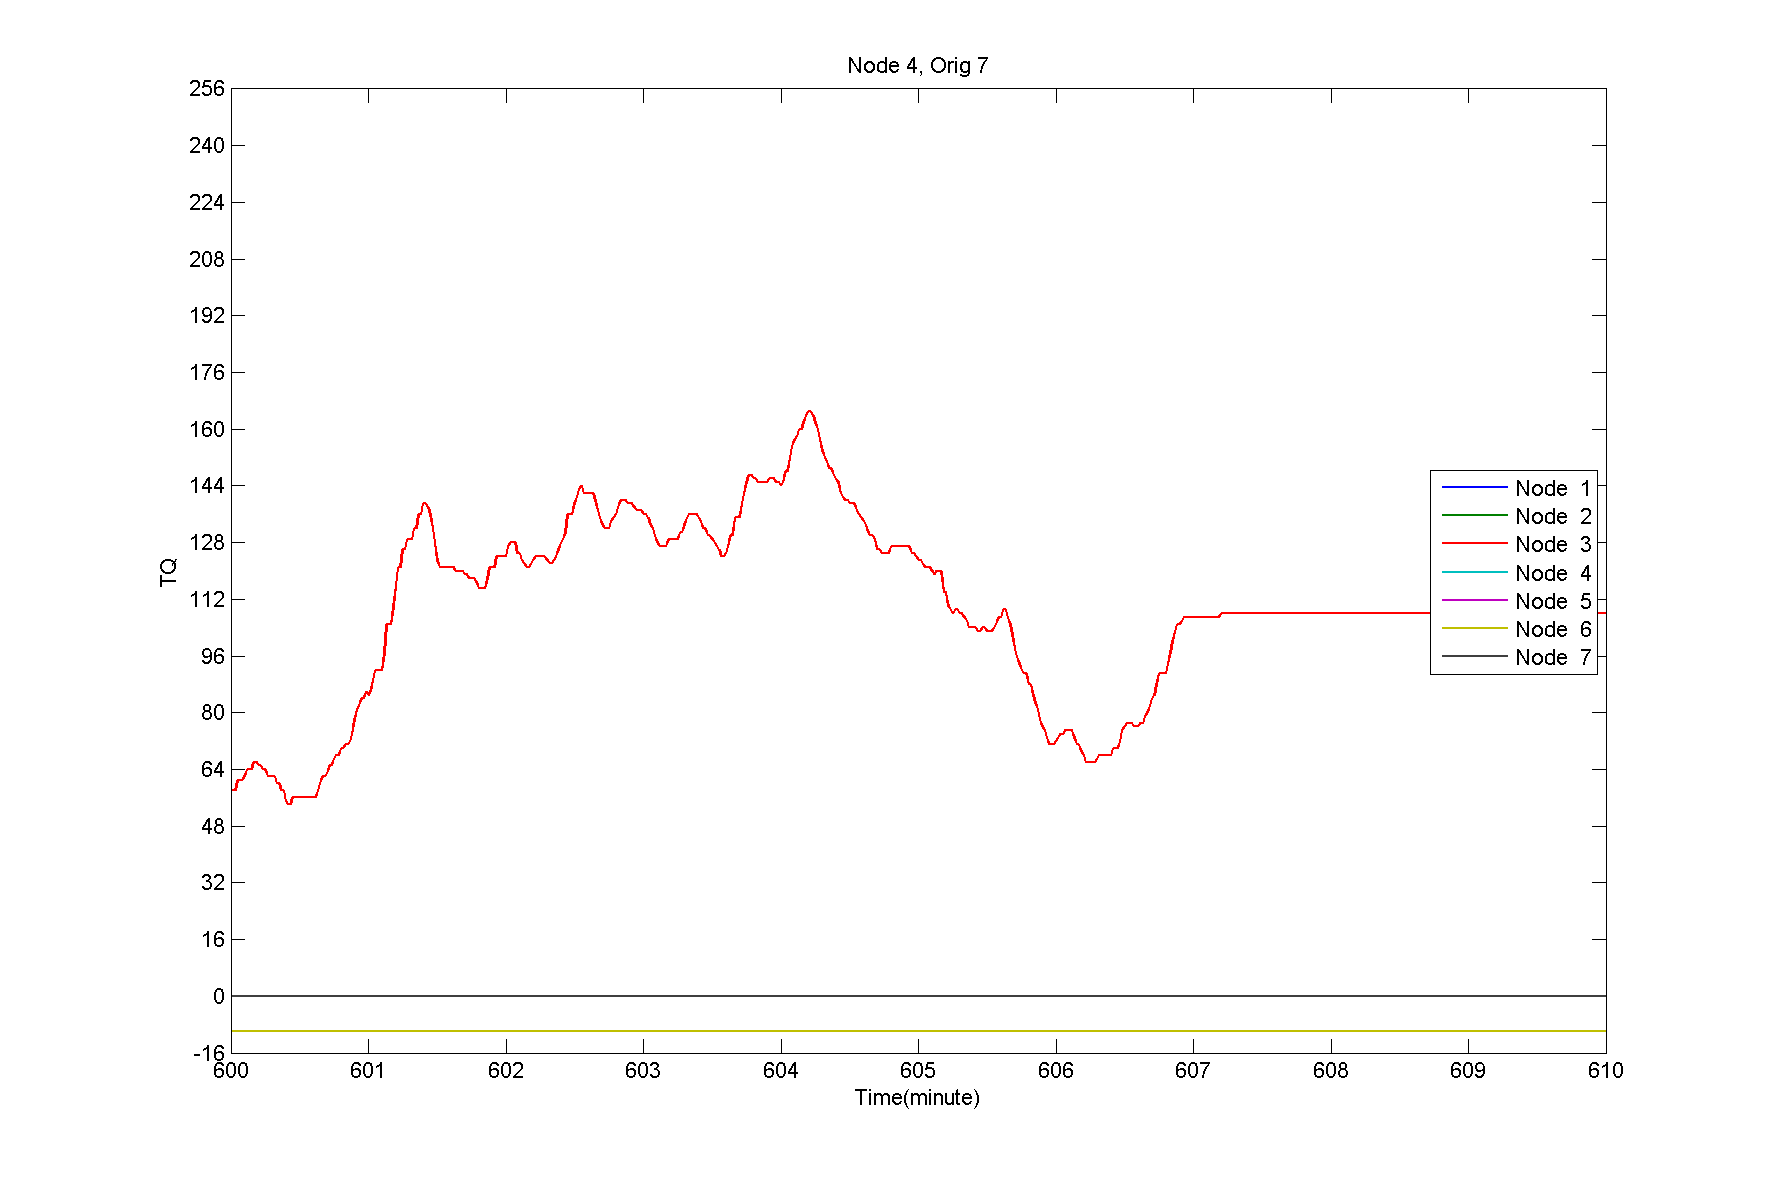 Node 4, Orig 7
256
240
224
208
192
176
160
144
128
112
96
80
64
48
32
16
0
-16
TQ
Node 1
Node 2
Node 3
Node 4
Node 5
Node 6
Node 7
600 601 602 603 604 605 606 607 608 609 610
Time(minute)